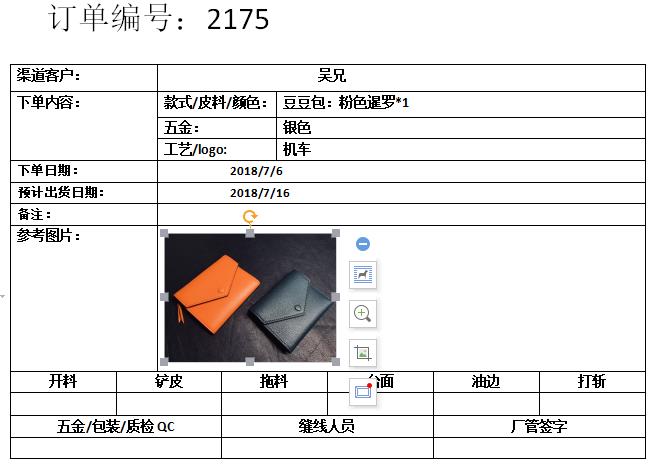 订单编号：2175
渠道客户： 吴兄
下单内容： 款式/皮料/颜色： 豆豆包：粉色暹罗*1
五金： 银色
工艺/logo: 机车
下单日期： 2018/7/6
预计出货日期： 2018/7/16
备注：
参考图片：
开料 铲皮 拖料 台面 油边 打斩
五金/包装/质检 QC 缝线人员 厂管签字